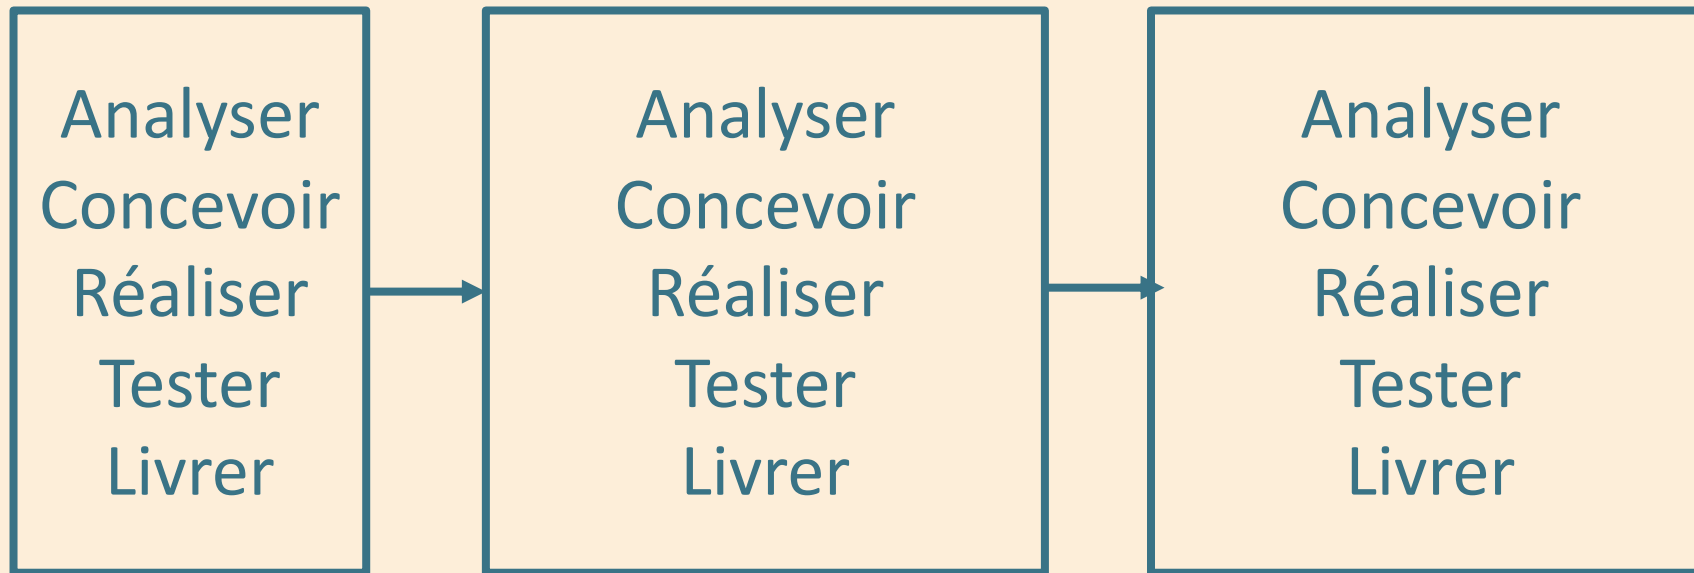 Analyser
Concevoir
Réaliser
Tester
Livrer
Analyser
Concevoir
Réaliser
Tester
Livrer
Analyser
Concevoir
Réaliser
Tester
Livrer